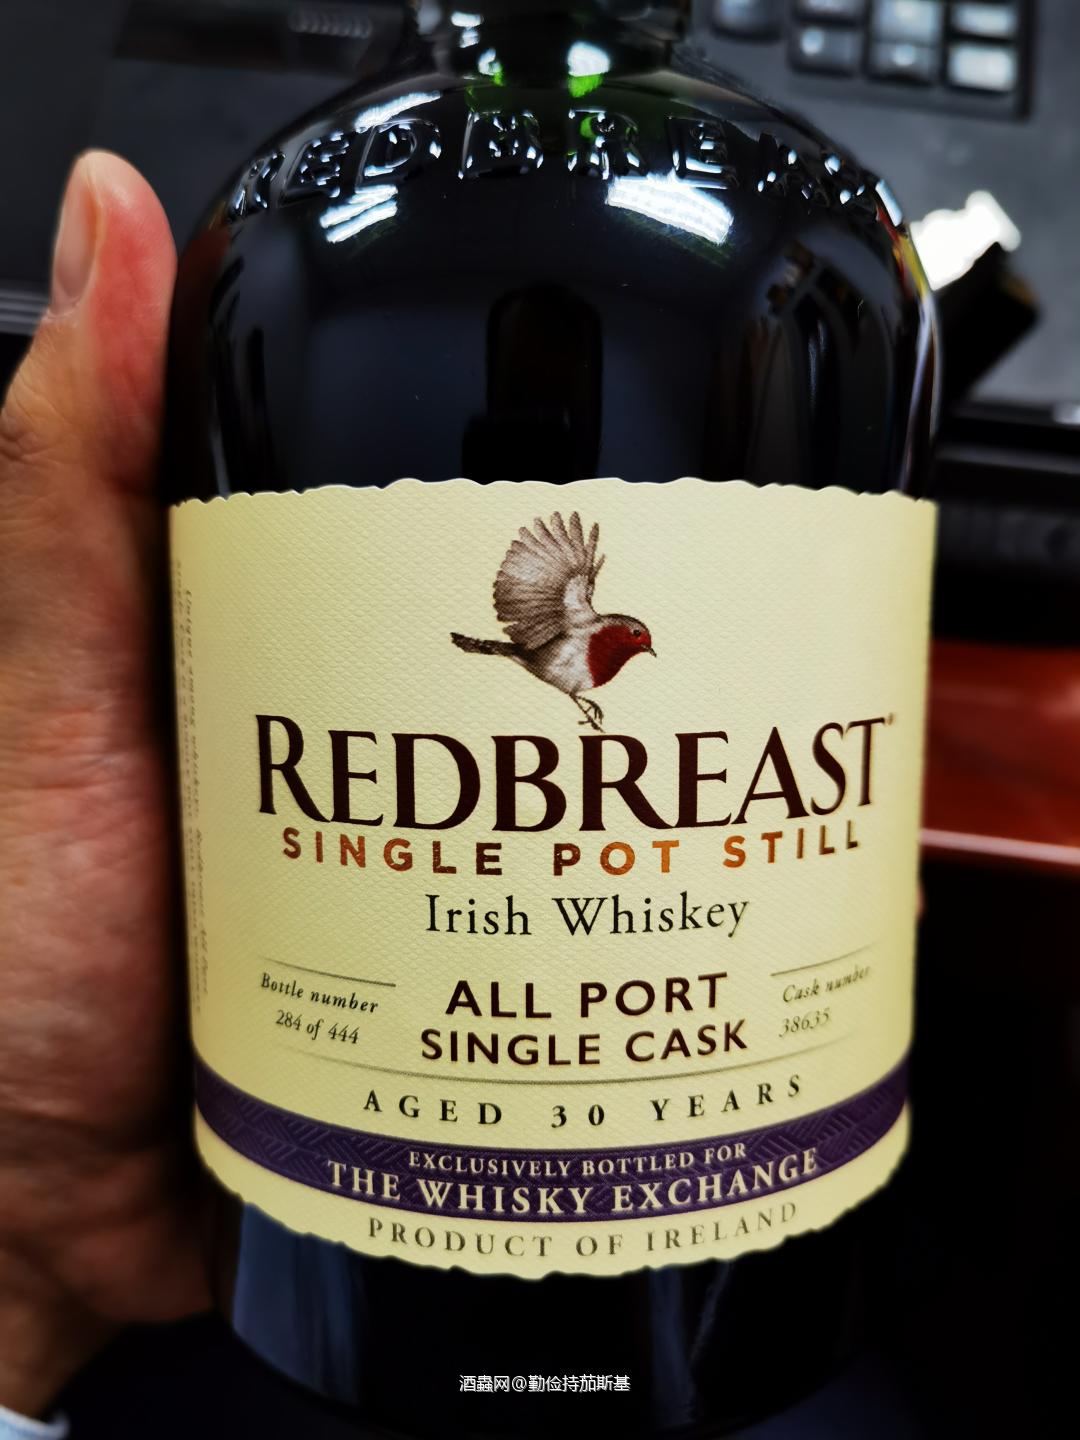 REDBREAST
REDBREAST
SINGLE POT STILL
Irish Whiskey
Bottle number
284 of 444
ALL PORT
SINGLE CASK
Cask number
38635
AGED 30 YEARS
EXCLUSIVELY BOTTLED FOR
THE WHISKY EXCHANGE
PRODUCT OF IRELAND
酒蟲网@勤俭持茄斯基